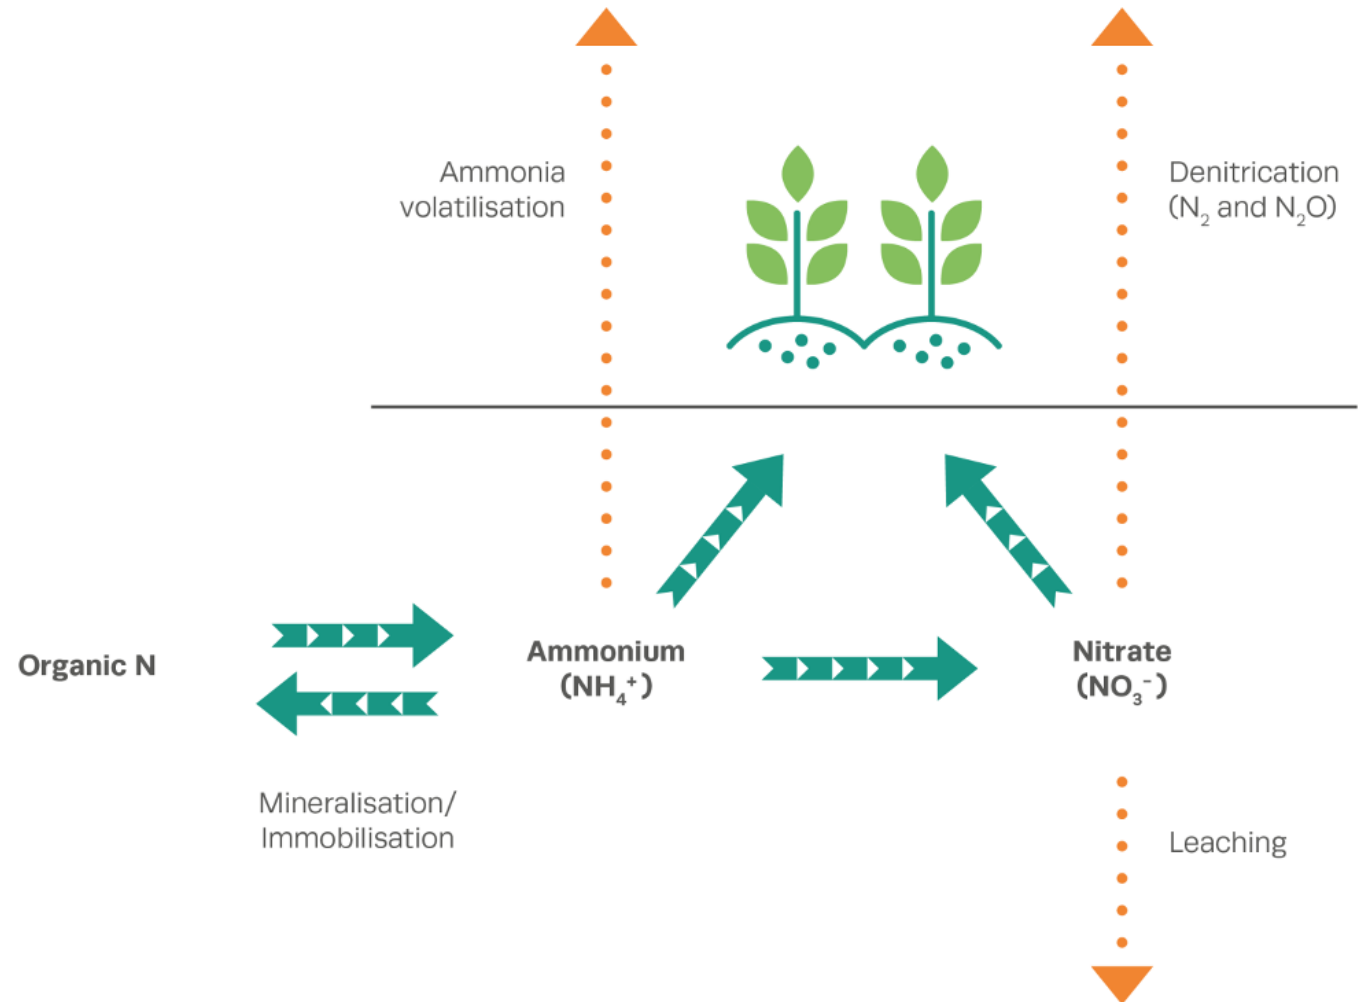 Ammonia
volatilisation
Denitrication
(N₂ and N₂O)
Organic N
Ammonium
(NH₄⁺)
Nitrate
(NO₃⁻)
Mineralisation/
Immobilisation
Leaching